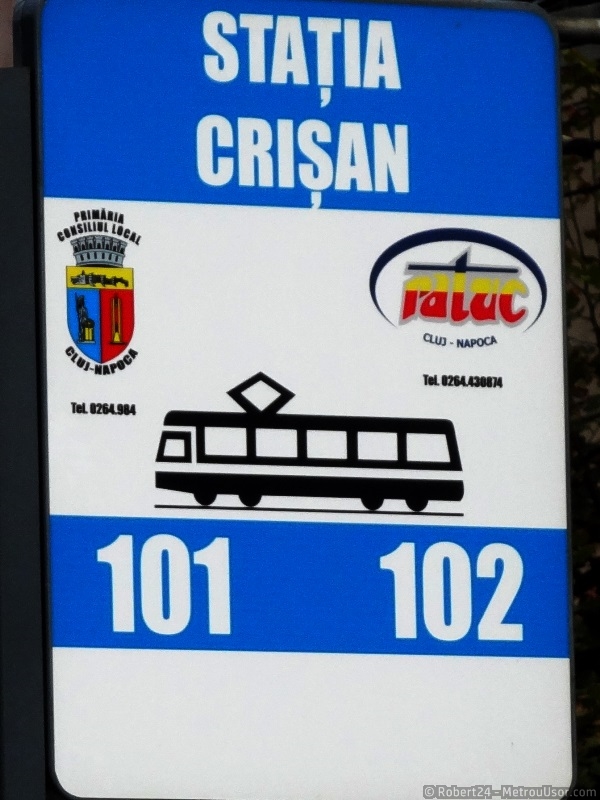 STAȚIA
CRIȘAN
PRIMĂRIA
CONSILIUL LOCAL
CLUJ-NAPOCA
Tel. 0264.984
ratuc
CLUJ - NAPOCA
Tel. 0264.430874
101 102
© Robert24 - MetrouUsor.com